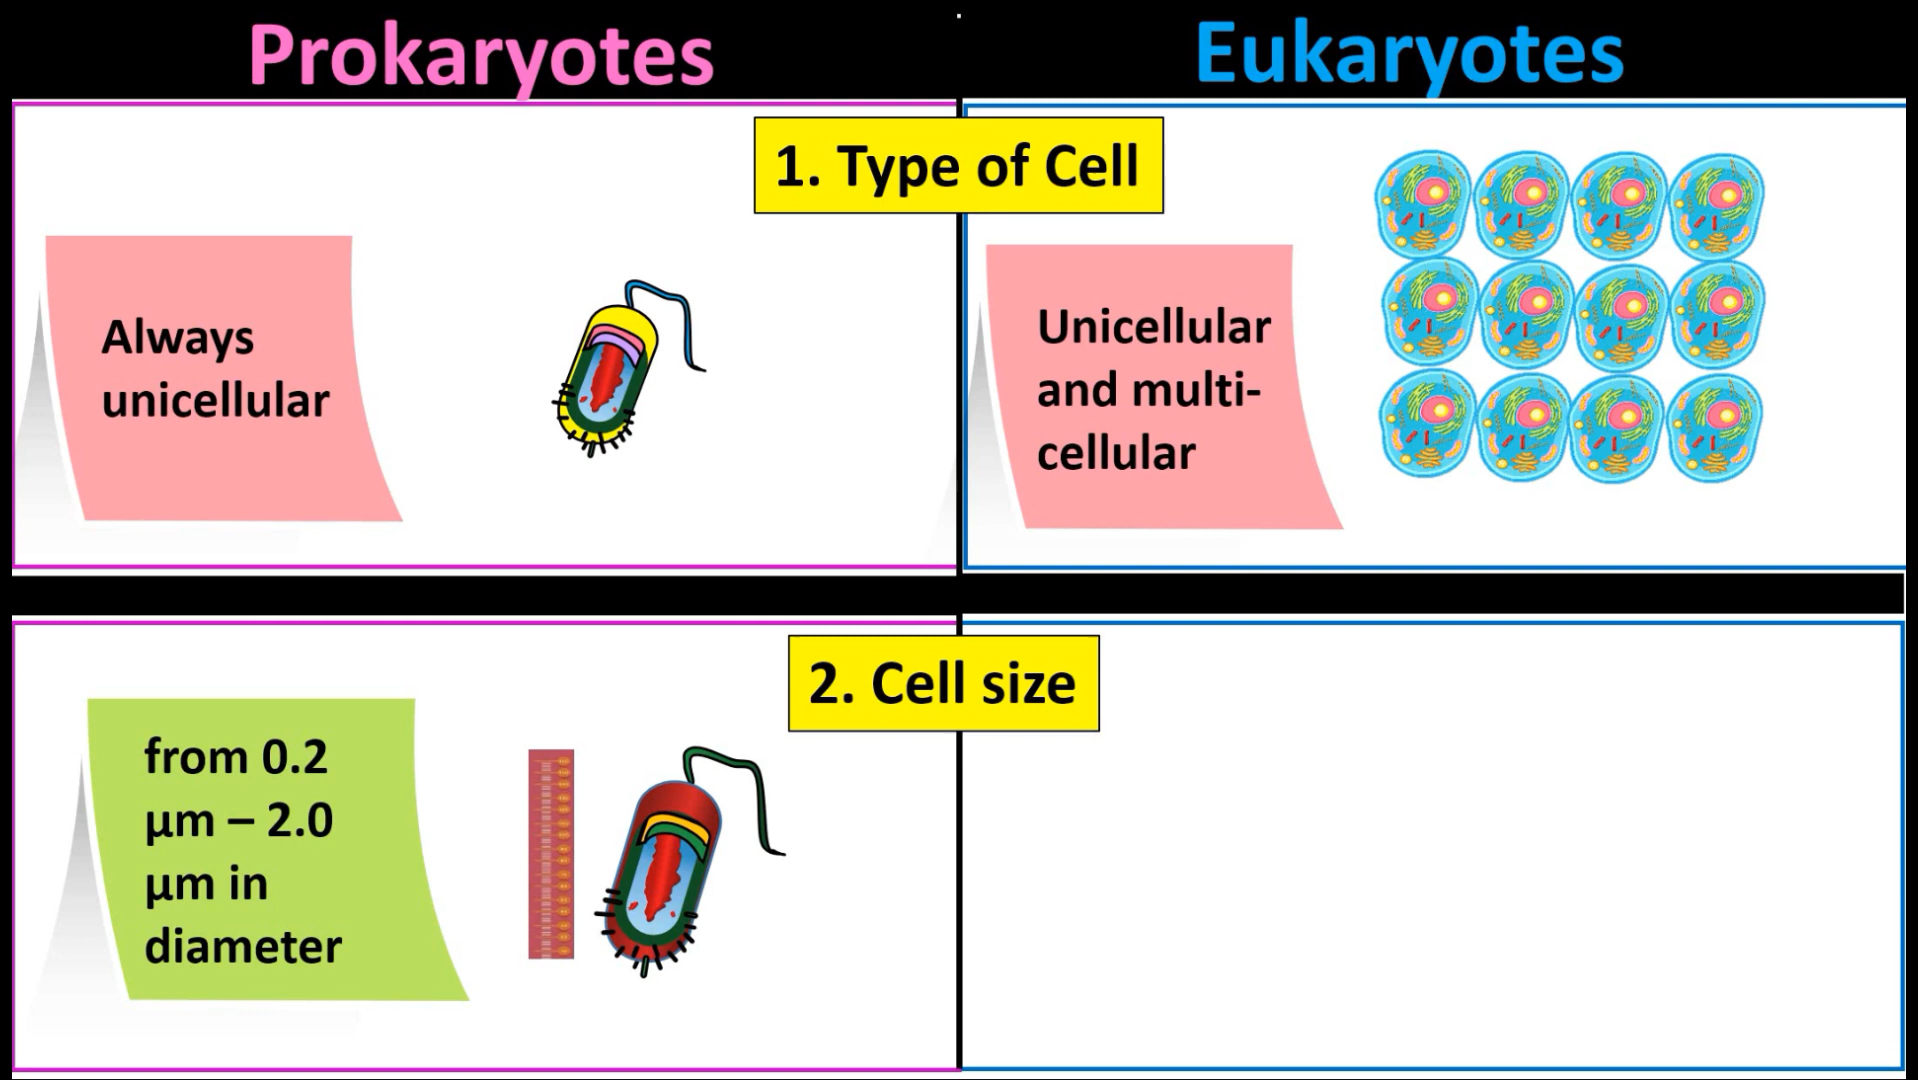 Prokaryotes
Eukaryotes
1. Type of Cell
Always
unicellular
Unicellular
and multi-
cellular
2. Cell size
from 0.2
µm – 2.0
µm in
diameter